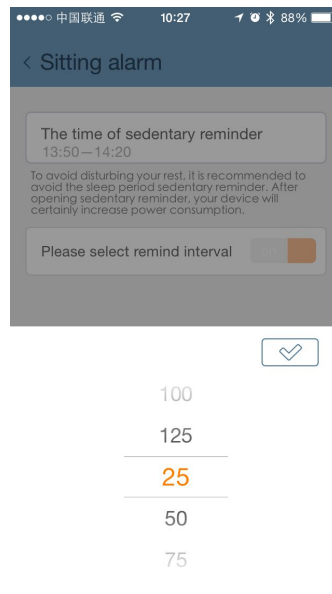 中国联通 10:27 88%
Sitting alarm
The time of sedentary reminder
13:50—14:20
To avoid disturbing your rest, it is recommended to
avoid the sleep period sedentary reminder. After
opening sedentary reminder, your device will
certainly increase power consumption.
Please select remind interval
100
125
25
50
75